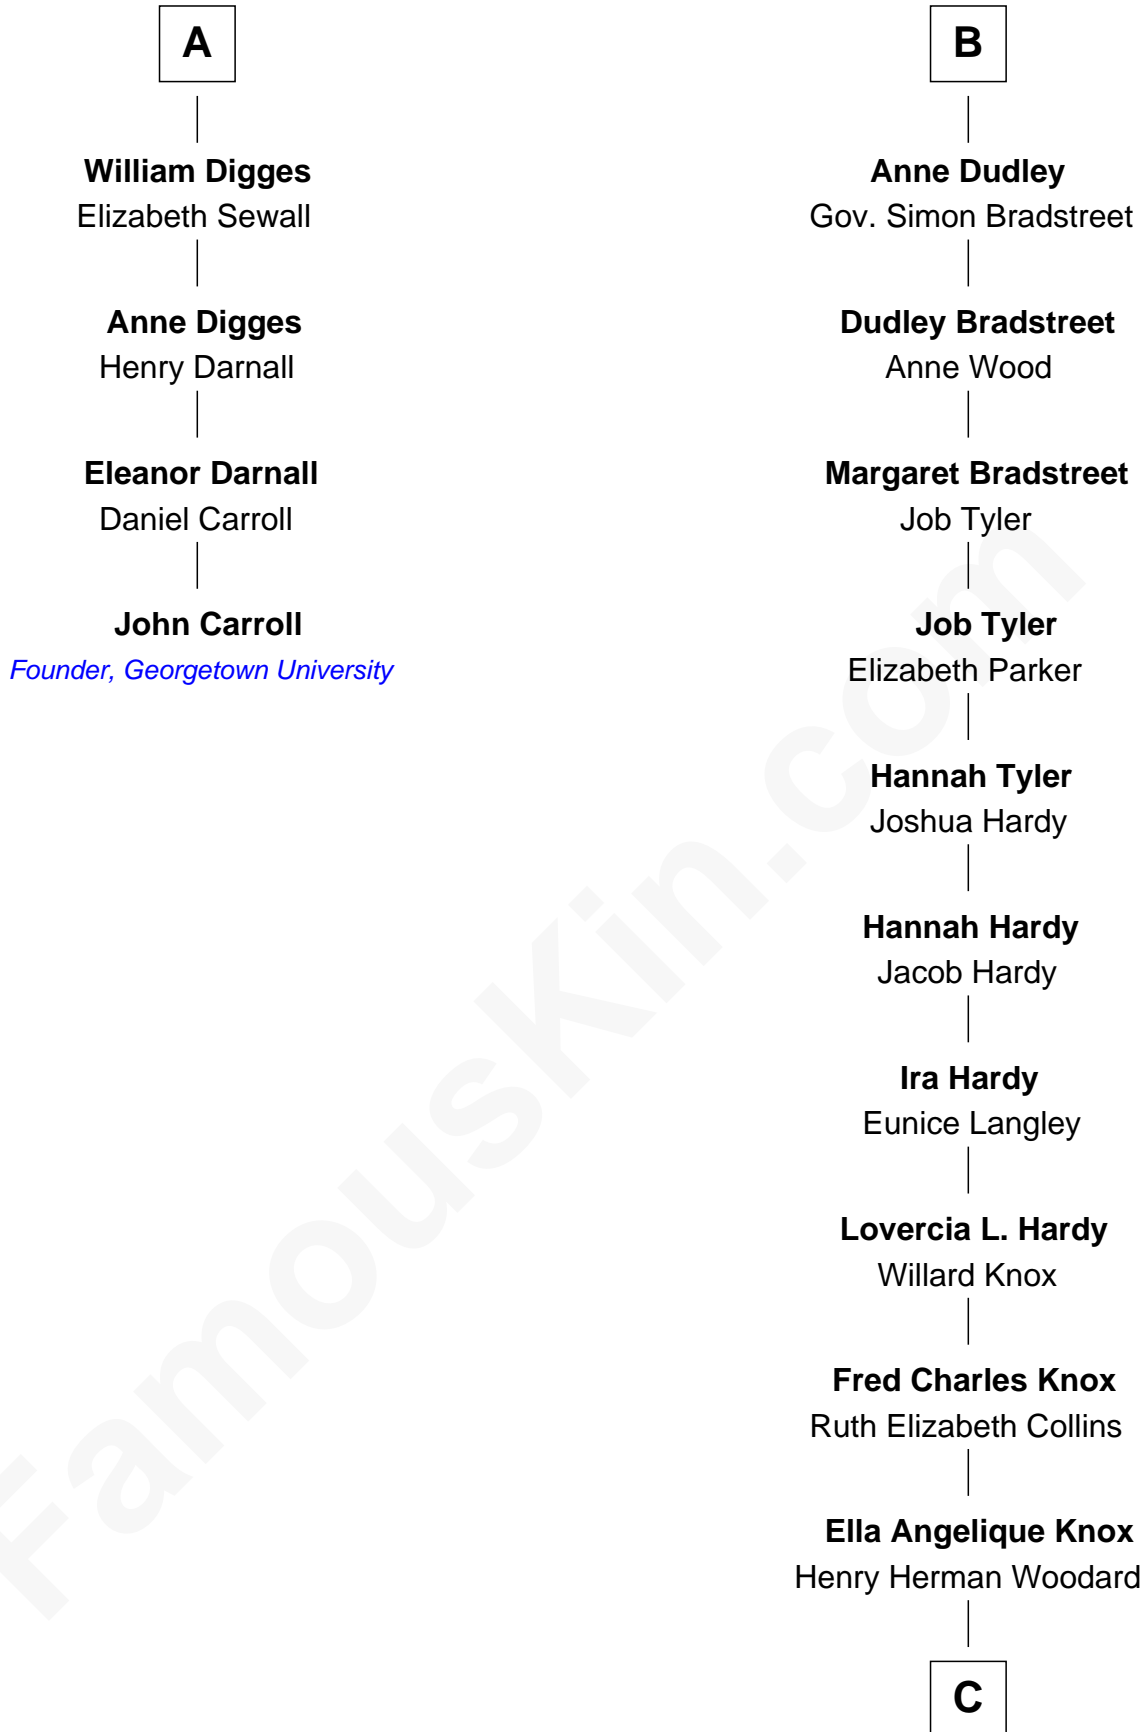 A
William Digges
Elizabeth Sewall
Anne Digges
Henry Darnall
Eleanor Darnall
Daniel Carroll
John Carroll
Founder, Georgetown University
B
Anne Dudley
Gov. Simon Bradstreet
Dudley Bradstreet
Anne Wood
Margaret Bradstreet
Job Tyler
Job Tyler
Elizabeth Parker
Hannah Tyler
Joshua Hardy
Hannah Hardy
Jacob Hardy
Ira Hardy
Eunice Langley
Lovercia L. Hardy
Willard Knox
Fred Charles Knox
Ruth Elizabeth Collins
Ella Angelique Knox
Henry Herman Woodard
C
FamousKin.com